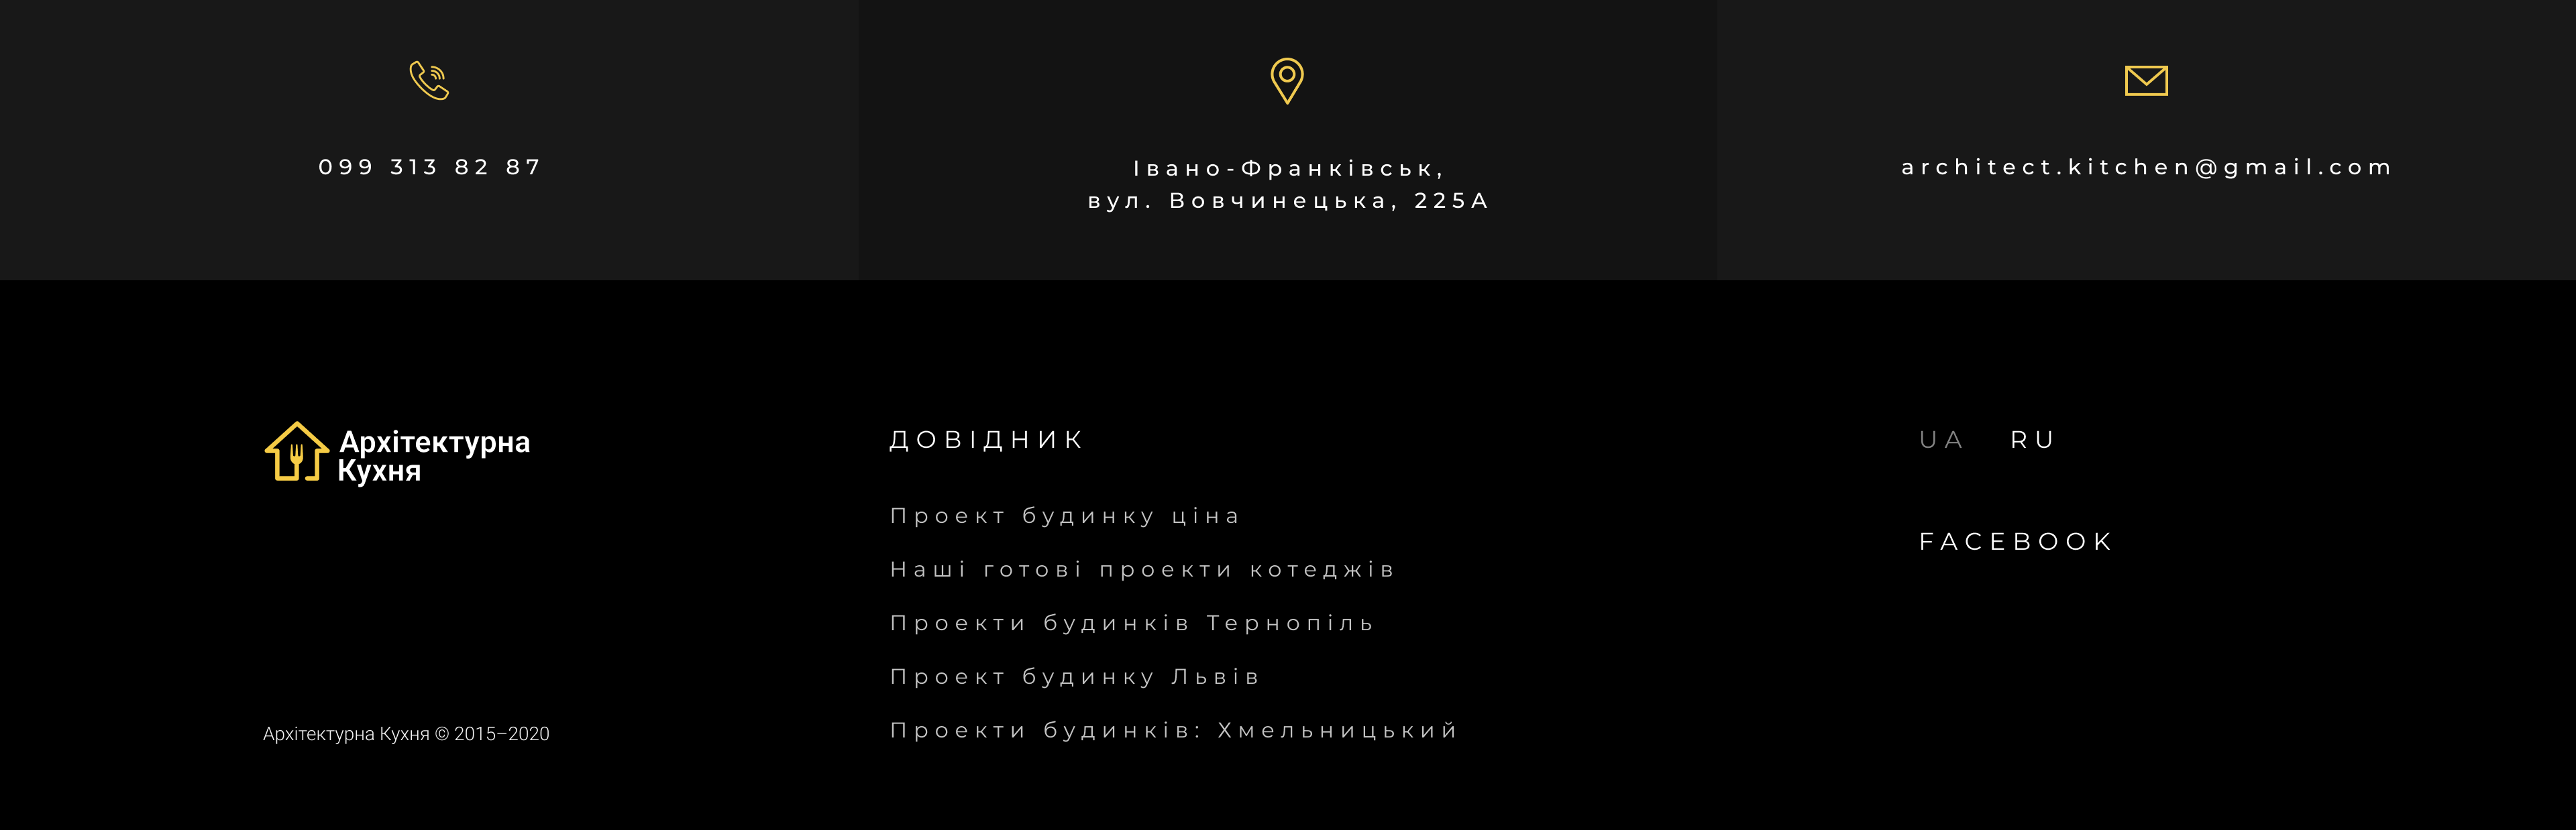 099 313 82 87
Івано-Франківськ,
вул. Вовчинецька, 225А
architect.kitchen@gmail.com
Архітектурна
Кухня
Архітектурна Кухня © 2015–2020
ДОВІДНИК
Проект будинку ціна
Наші готові проекти котеджів
Проекти будинків Тернопіль
Проект будинку Львів
Проекти будинків: Хмельницький
UA RU
FACEBOOK